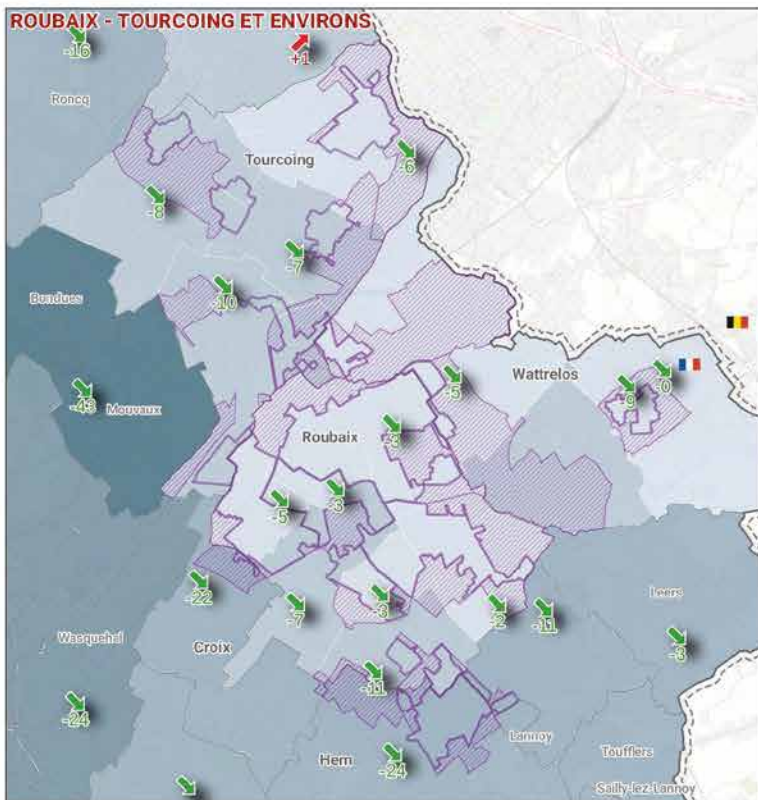 ROUBAIX - TOURCOING ET ENVIRONS
-16
+1
Roncq
Tourcoing
-6
-8
-7
-10
Bondues
Wattrelos
-5
-9
-0
-43
Mouvaux
Roubaix
-5
-3
-22
-7
-3
-2
-11
Leers
Wasquehal
Croix
-3
-11
-24
Lannoy
Hem
-24
Toufflers
Sailly-lez-Lannoy